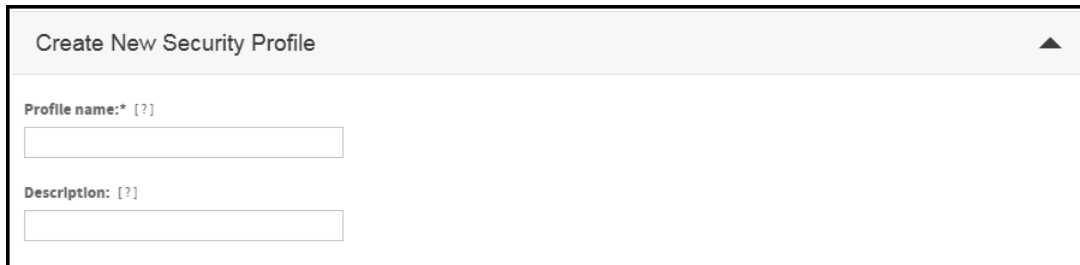 Create New Security Profile
Profile name:* [?]
Description: [?]